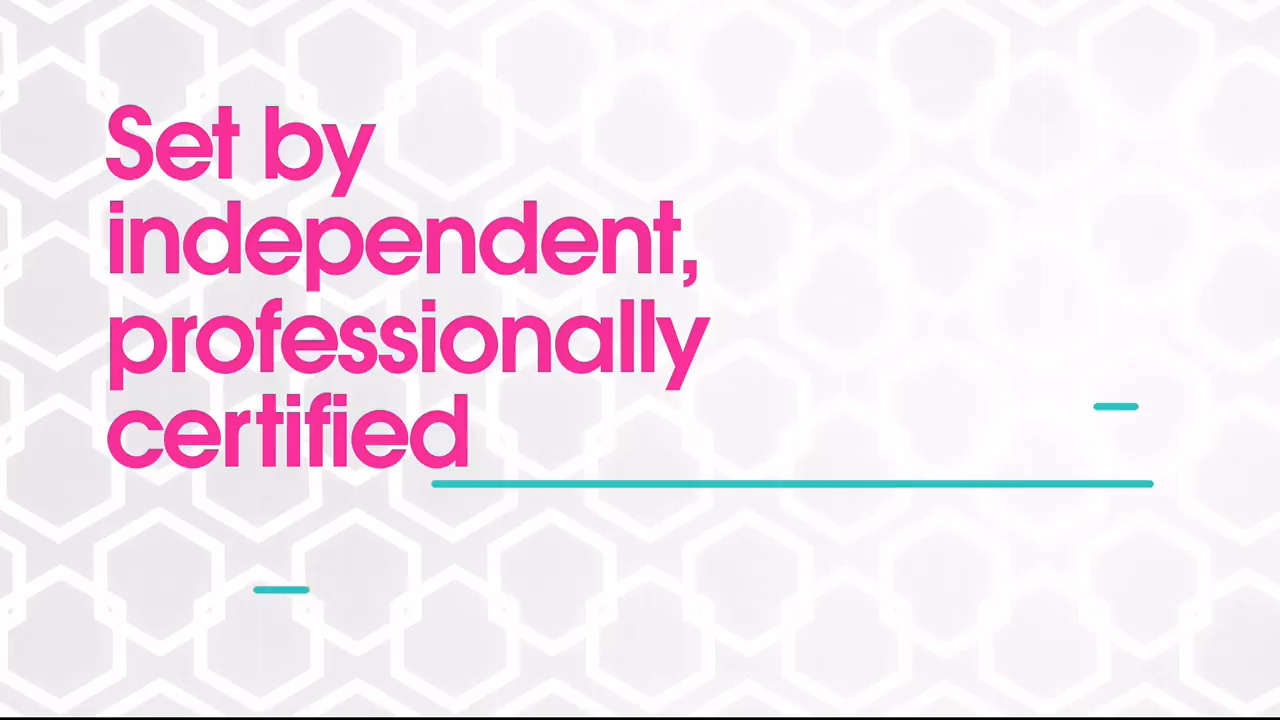 Set by
independent,
professionally
certified